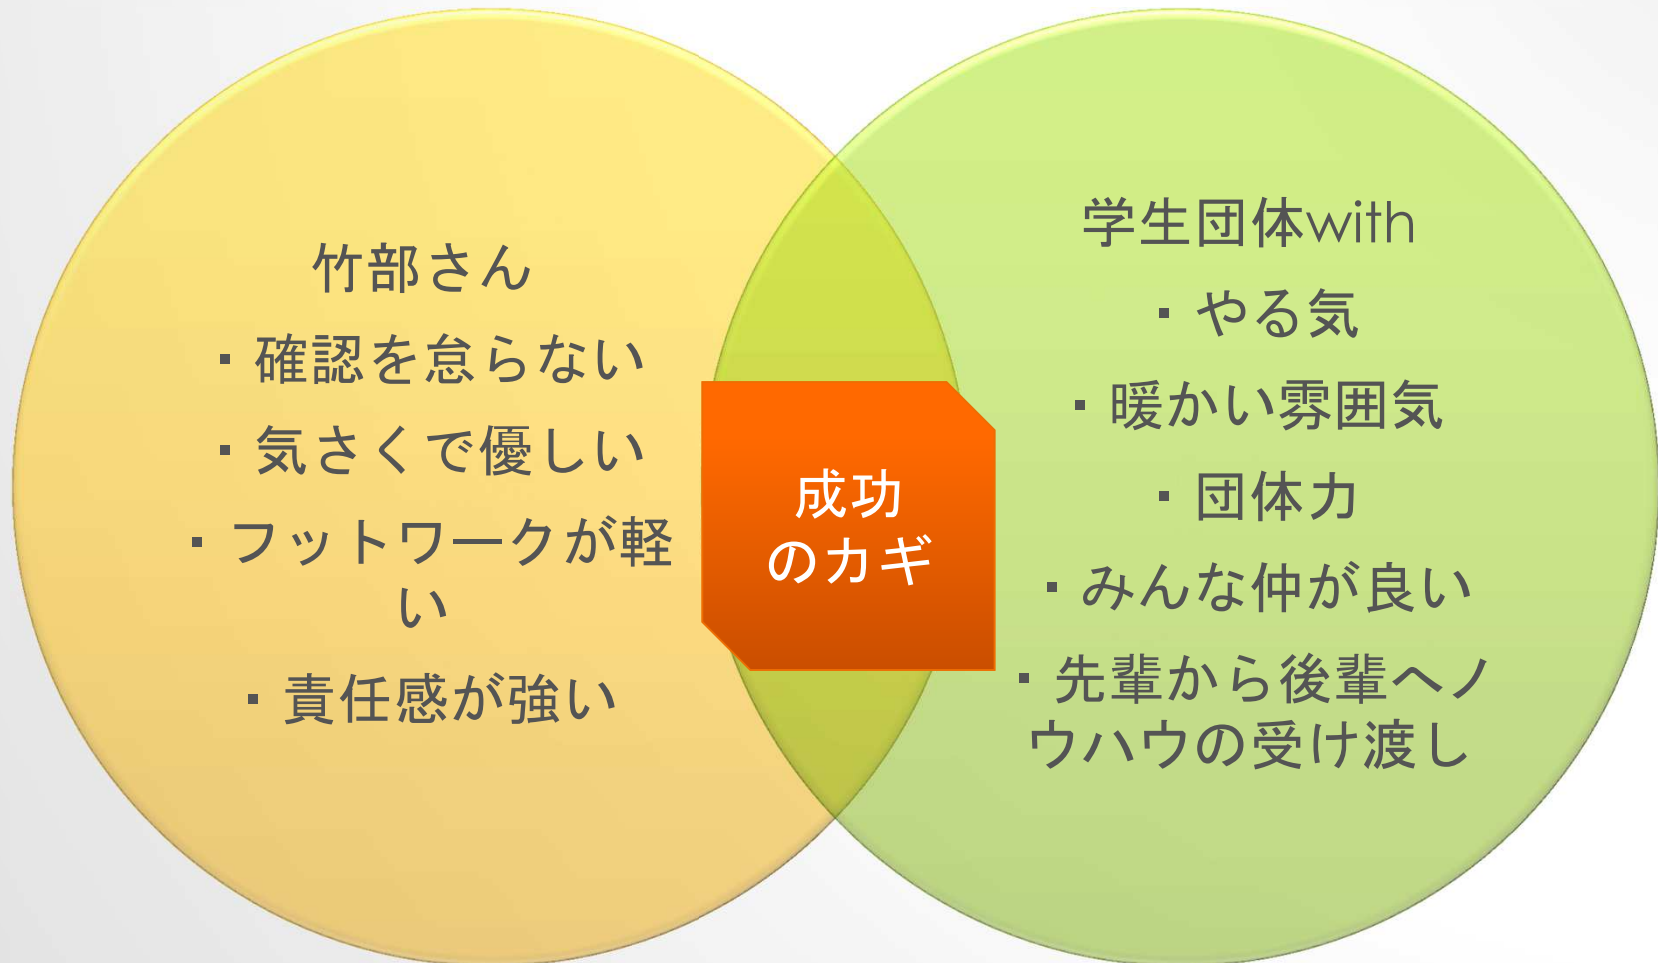 竹部さん
▪ 確認を怠らない
▪ 気さくで優しい
▪ フットワークが軽
い
▪ 責任感が強い
成功
のカギ
学生団体with
▪ やる気
▪ 暖かい雰囲気
▪ 団体力
▪ みんな仲が良い
▪ 先輩から後輩へノ
ウハウの受け渡し